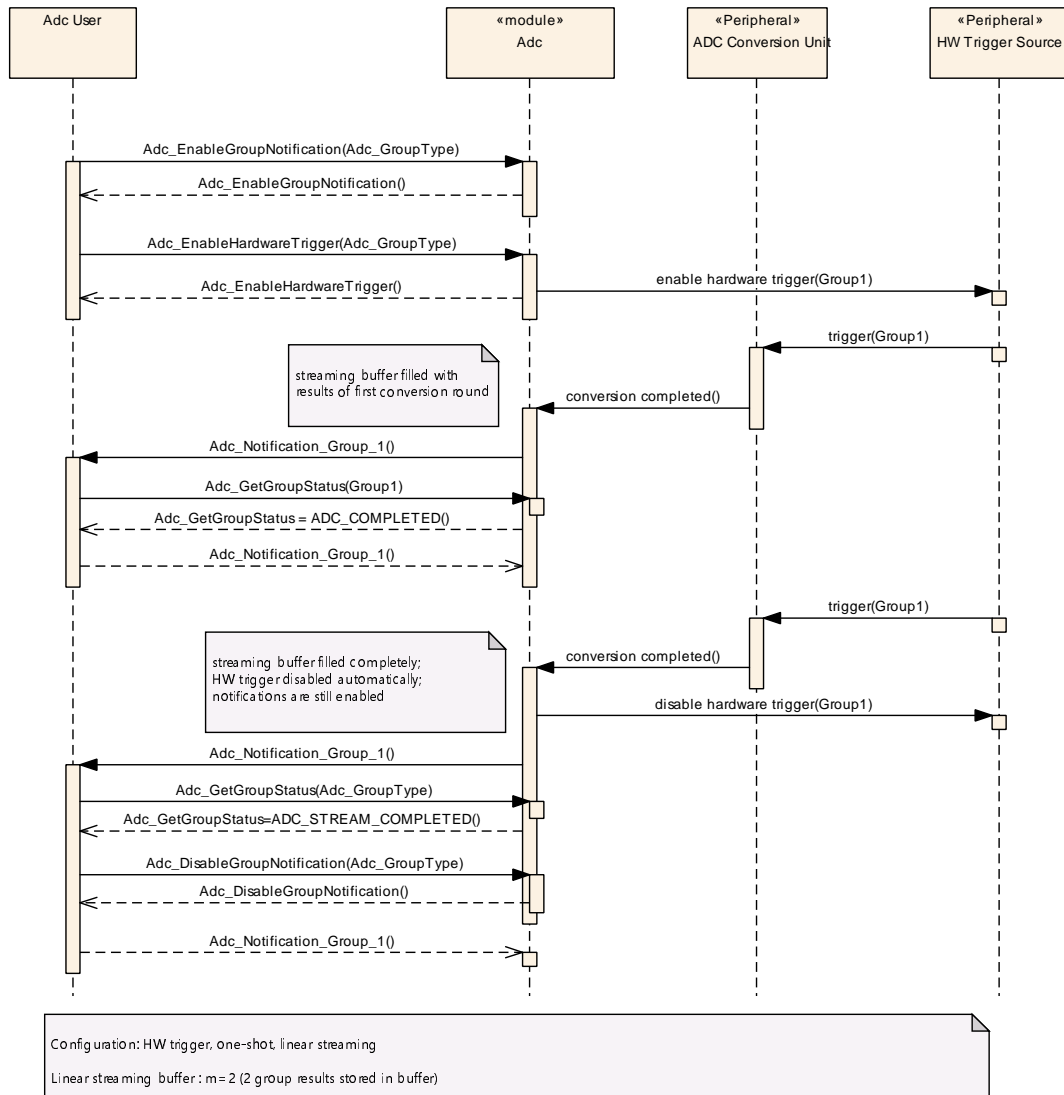 Adc User
«module»
Adc
«Peripheral»
ADC Conversion Unit
«Peripheral»
HW Trigger Source
Adc_EnableGroupNotification(Adc_GroupType)
Adc_EnableGroupNotification()
Adc_EnableHardwareTrigger(Adc_GroupType)
enable hardware trigger(Group1)
Adc_EnableHardwareTrigger()
trigger(Group1)
streaming buffer filled with
results of first conversion round
conversion completed()
Adc_Notification_Group_1()
Adc_GetGroupStatus(Group1)
Adc_GetGroupStatus = ADC_COMPLETED()
Adc_Notification_Group_1()
trigger(Group1)
streaming buffer filled completely;
HW trigger disabled automatically;
notifications are still enabled
conversion completed()
disable hardware trigger(Group1)
Adc_Notification_Group_1()
Adc_GetGroupStatus(Adc_GroupType)
Adc_GetGroupStatus=ADC_STREAM_COMPLETED()
Adc_DisableGroupNotification(Adc_GroupType)
Adc_DisableGroupNotification()
Adc_Notification_Group_1()
Configuration: HW trigger, one-shot, linear streaming
Linear streaming buffer : m=2 (2 group results stored in buffer)